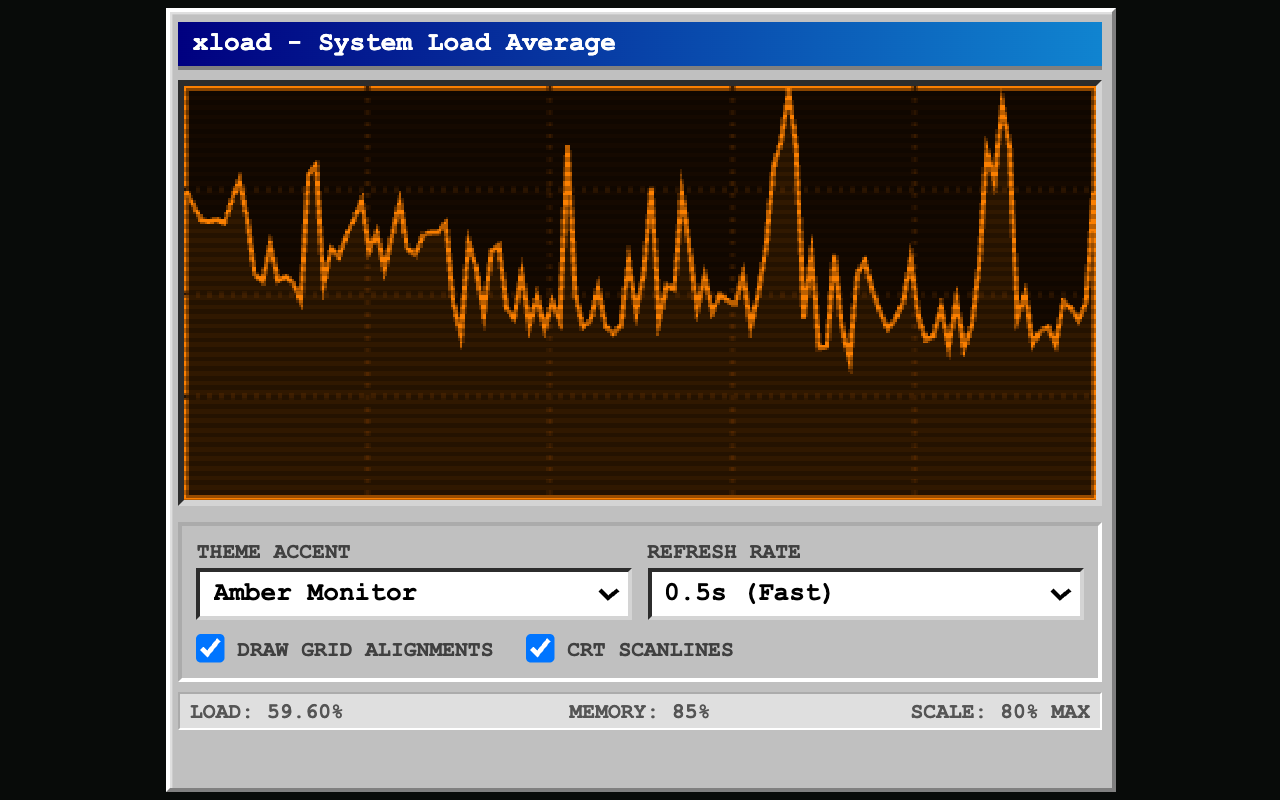 xload - System Load Average
THEME ACCENT
REFRESH RATE
Amber Monitor
0.5s (Fast)
DRAW GRID ALIGNMENTS
CRT SCANLINES
LOAD: 59.60%
MEMORY: 85%
SCALE: 80% MAX